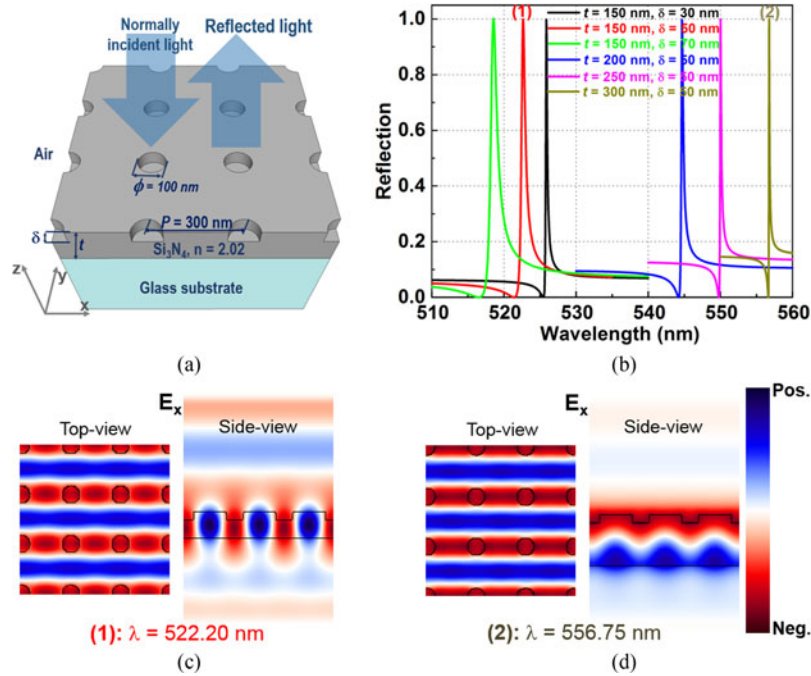 Normally
incident light
Reflected light
Air
ϕ = 100 nm
P = 300 nm
δ
t
Si₃N₄, n = 2.02
Glass substrate
z
y
x
(a)
(1)
(2)
t = 150 nm, δ = 30 nm
t = 150 nm, δ = 50 nm
t = 150 nm, δ = 70 nm
t = 200 nm, δ = 50 nm
t = 250 nm, δ = 50 nm
t = 300 nm, δ = 50 nm
Reflection
1.0
0.8
0.6
0.4
0.2
0.0
510 520 530 540 550 560
Wavelength (nm)
(b)
Eₓ
Top-view
Side-view
(1): λ = 522.20 nm
(c)
Eₓ
Top-view
Side-view
(2): λ = 556.75 nm
(d)
Pos.
Neg.